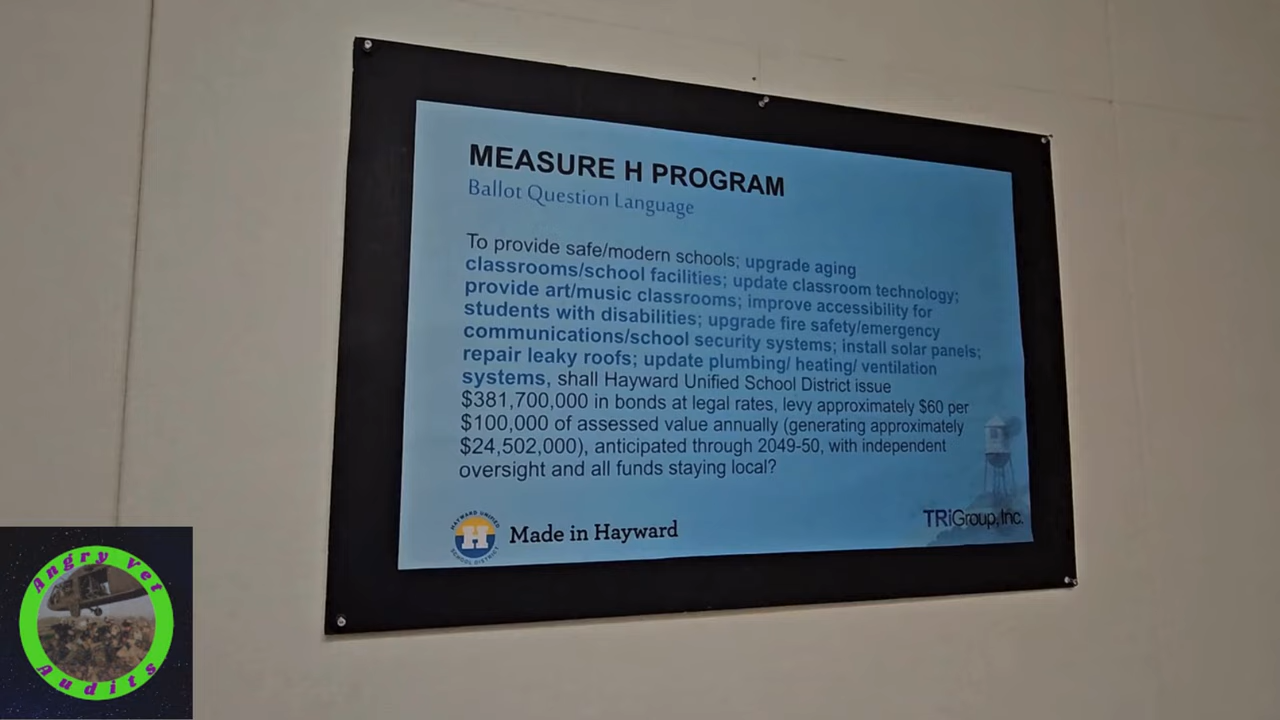 MEASURE H PROGRAM
Ballot Question Language
To provide safe/modern schools; upgrade aging
classrooms/school facilities; update classroom technology;
provide art/music classrooms; improve accessibility for
students with disabilities; upgrade fire safety/emergency
communications/school security systems; install solar panels;
repair leaky roofs; update plumbing/ heating/ ventilation
systems, shall Hayward Unified School District issue
$381,700,000 in bonds at legal rates, levy approximately $60 per
$100,000 of assessed value annually (generating approximately
$24,502,000), anticipated through 2049-50, with independent
oversight and all funds staying local?
HAYWARD UNIFIED
H
SCHOOL DISTRICT
Made in Hayward
TRiGroup, Inc.
Angry Vet
Audits